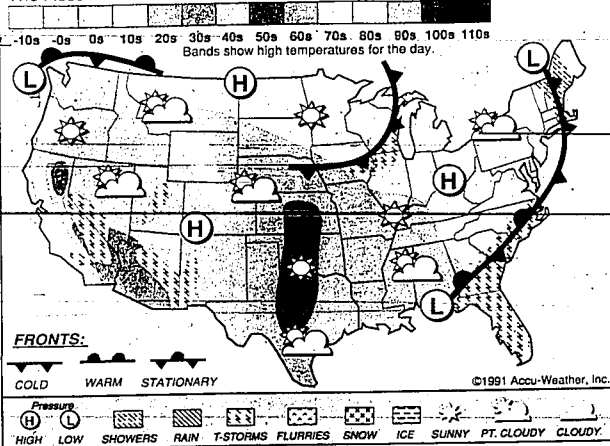 -10s -0s 0s 10s 20s 30s 40s 50s 60s 70s 80s 90s 100s 110s
Bands show high temperatures for the day.
L
L
H
H
H
L
FRONTS:
COLD WARM STATIONARY
©1991 Accu-Weather, Inc.
Pressure
H L
HIGH LOW SHOWERS RAIN T-STORMS FLURRIES SNOW ICE SUNNY PT. CLOUDY CLOUDY